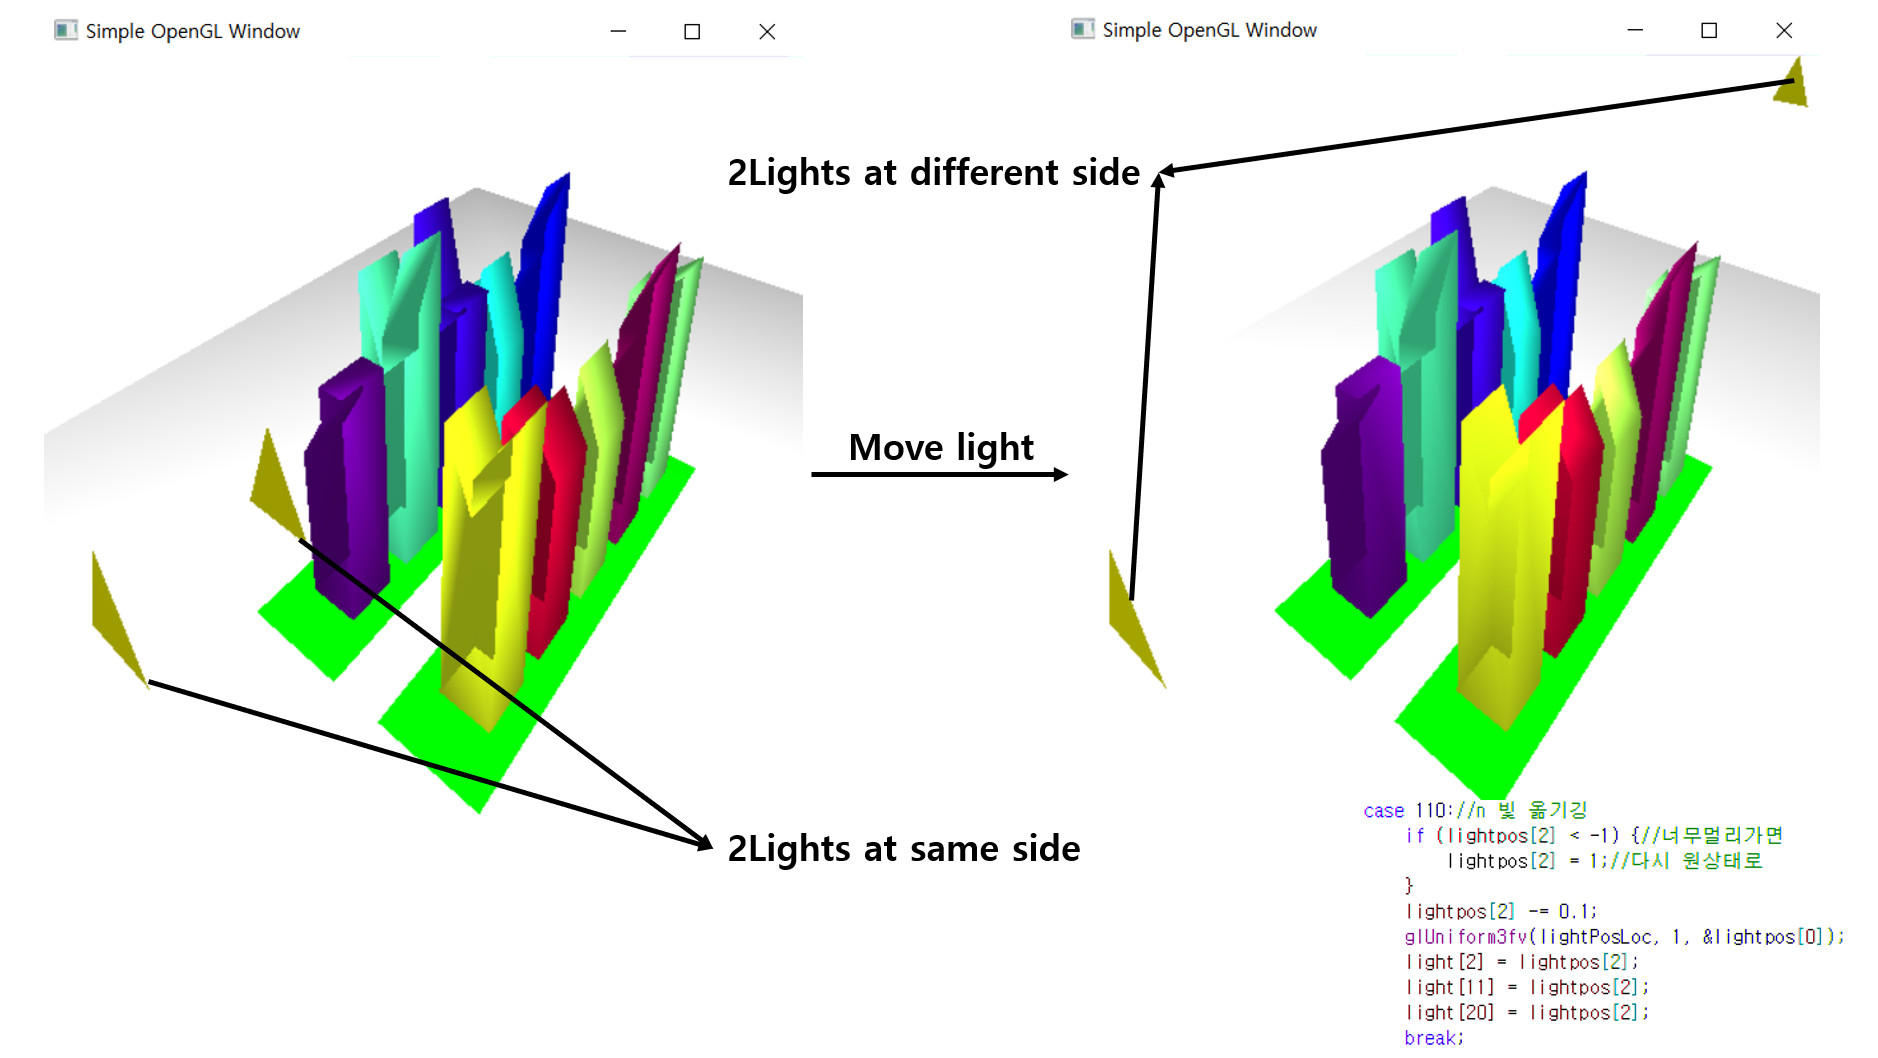 Simple OpenGL Window
Simple OpenGL Window
2Lights at different side
Move light
2Lights at same side
case 110://n 빛 옮기깅
if (lightpos[2] < -1) {//너무멀리가면
lightpos[2] = 1;//다시 원상태로
}
lightpos[2] -= 0.1;
glUniform3fv(lightPosLoc, 1, &lightpos[0]);
light[2] = lightpos[2];
light[11] = lightpos[2];
light[20] = lightpos[2];
break;